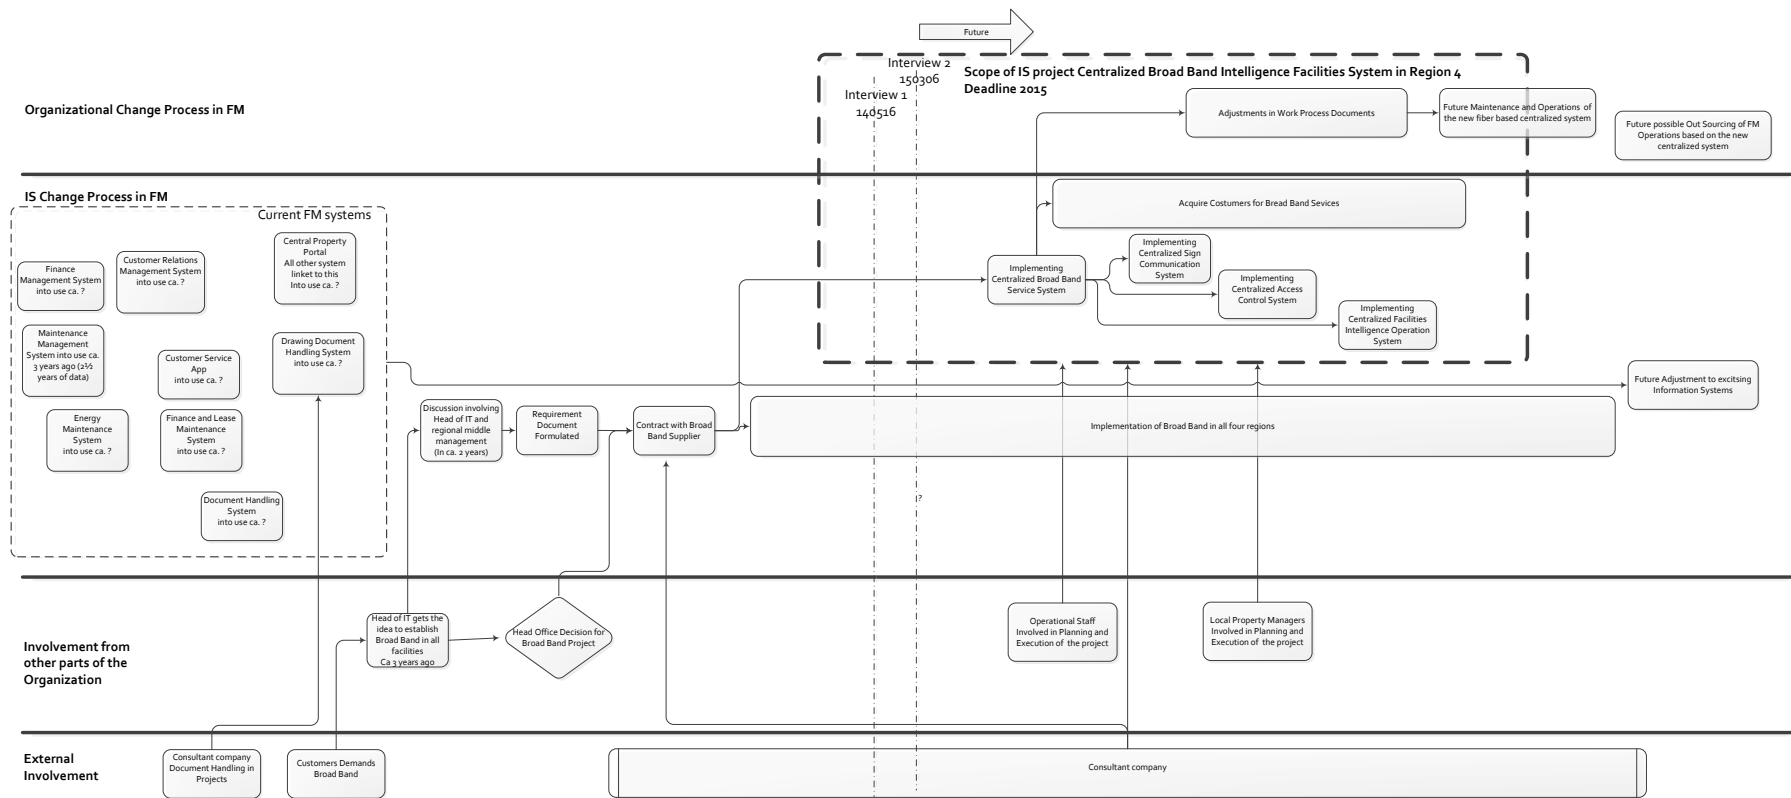 Future
Interview 2
150306
Interview 1
140516
Scope of IS project Centralized Broad Band Intelligence Facilities System in Region 4
Deadline 2015
Organizational Change Process in FM
Adjustments in Work Process Documents
Future Maintenance and Operations of
the new fiber based centralized system
Future possible Out Sourcing of FM
Operations based on the new
centralized system
IS Change Process in FM
Current FM systems
Finance
Management System
into use ca. ?
Customer Relations
Management System
into use ca. ?
Central Property
Portal
All other system
linket to this
Into use ca. ?
Maintenance
Management
System into use ca.
3 years ago (2½
years of data)
Customer Service
App
into use ca. ?
Drawing Document
Handling System
into use ca. ?
Energy
Maintenance
System
into use ca. ?
Finance and Lease
Maintenance
System
into use ca. ?
Document Handling
System
into use ca. ?
Acquire Costumers for Bread Band Sevices
Implementing
Centralized Broad Band
Service System
Implementing
Centralized Sign
Communication
System
Implementing
Centralized Access
Control System
Implementing
Centralized Facilities
Intelligence Operation
System
Discussion involving
Head of IT and
regional middle
management
(In ca. 2 years)
Requirement
Document
Formulated
Contract with Broad
Band Supplier
Implementation of Broad Band in all four regions
Future Adjustment to excitsing
Information Systems
?
Involvement from
other parts of the
Organization
Head of IT gets the
idea to establish
Broad Band in all
facilities
Ca 3 years ago
Head Office Decision for
Broad Band Project
Operational Staff
Involved in Planning and
Execution of the project
Local Property Managers
Involved in Planning and
Execution of the project
External
Involvement
Consultant company
Document Handling in
Projects
Customers Demands
Broad Band
Consultant company